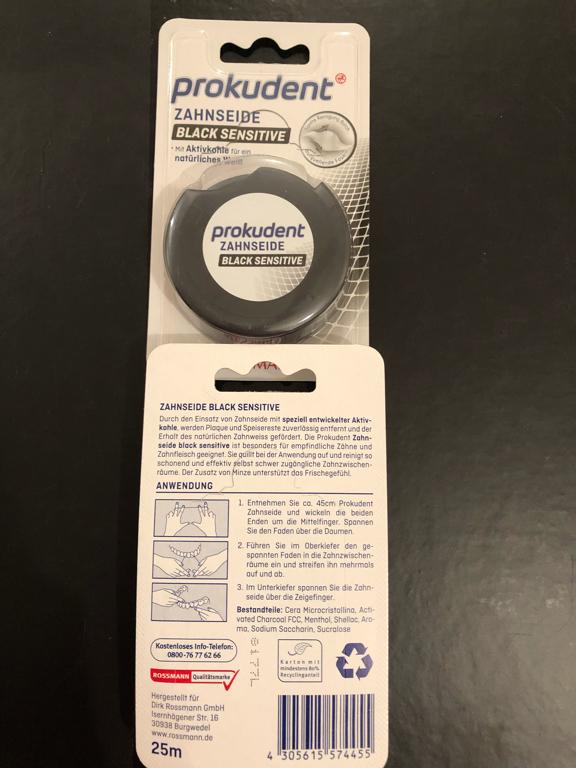 prokudent
ZAHNSEIDE
BLACK SENSITIVE
• Mit Aktivkohle für ein
natürliches Weiß
prokudent
ZAHNSEIDE
BLACK SENSITIVE
ZAHNSEIDE BLACK SENSITIVE
Durch den Einsatz von Zahnseide mit speziell entwickelter Aktiv-
kohle, werden Plaque und Speisereste zuverlässig entfernt und der
Erhalt des natürlichen Zahnweiss gefördert. Die Prokudent Zahn-
seide black sensitive ist besonders für empfindliche Zähne und
Zahnfleisch geeignet. Sie quillt bei der Anwendung auf und reinigt so
schonend und effektiv selbst schwer zugängliche Zahnzwischen-
räume. Der Zusatz von Minze unterstützt das Frischegefühl.
ANWENDUNG
1. Entnehmen Sie ca. 45cm Prokudent
Zahnseide und wickeln die beiden
Enden um die Mittelfinger. Spannen
Sie den Faden über die Daumen.
2. Führen Sie im Oberkiefer den ge-
spannten Faden in die Zahnzwischen-
räume ein und streifen ihn mehrmals
auf und ab.
3. Im Unterkiefer spannen Sie die Zahn-
seide über die Zeigefinger.
Bestandteile: Cera Microcristallina, Acti-
vated Charcoal FCC, Menthol, Shellac, Aro-
ma, Sodium Saccharin, Sucralose
Kostenloses Info-Telefon:
0800-76 77 62 66
ROSSMANN Qualitätsmarke
Karton mit
mindestens 80%
Recyclinganteil
Hergestellt für
Dirk Rossmann GmbH
Isernhägener Str. 16
30938 Burgwedel
www.rossmann.de
25m
4 305615 574455